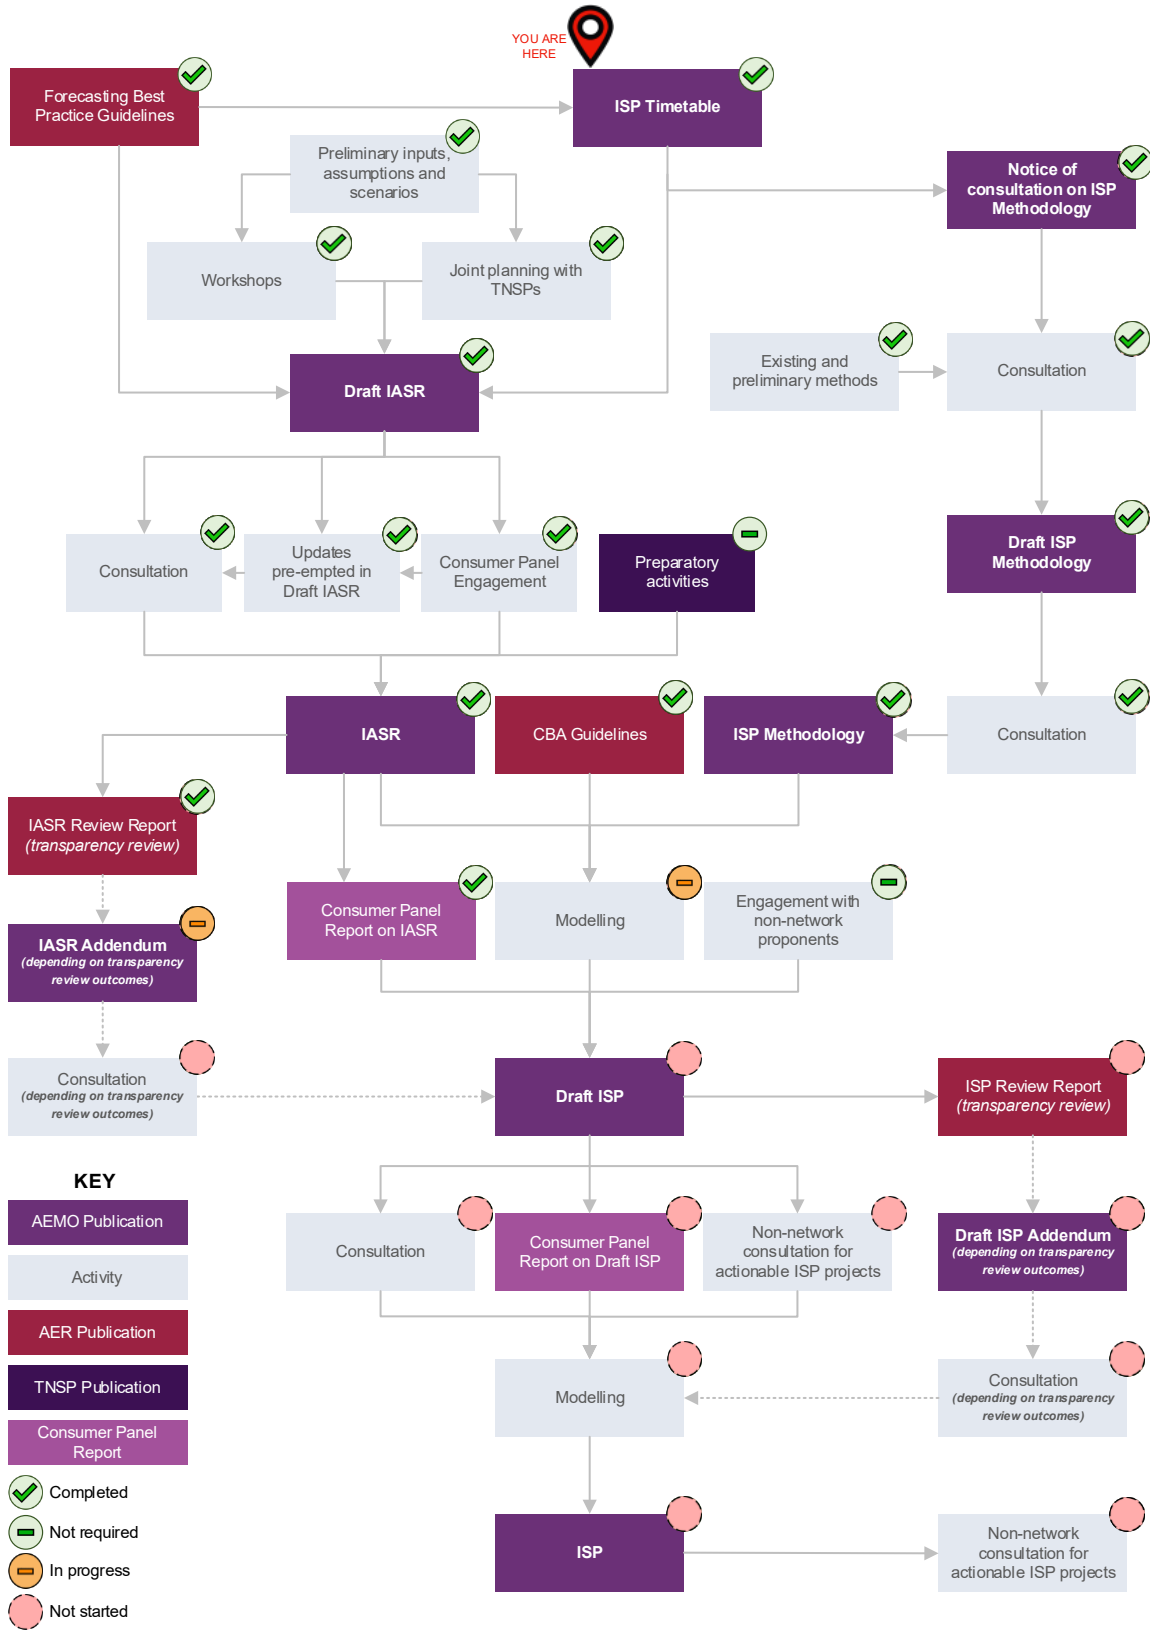 YOU ARE
HERE
Forecasting Best
Practice Guidelines
ISP Timetable
Preliminary inputs,
assumptions and
scenarios
Notice of
consultation on ISP
Methodology
Workshops
Joint planning with
TNSPs
Existing and
preliminary methods
Consultation
Draft IASR
Draft ISP
Methodology
Consultation
Updates
pre-empted in
Draft IASR
Consumer Panel
Engagement
Preparatory
activities
IASR
CBA Guidelines
ISP Methodology
Consultation
IASR Review Report
(transparency review)
Consumer Panel
Report on IASR
Modelling
Engagement with
non-network
proponents
IASR Addendum
(depending on transparency
review outcomes)
Consultation
(depending on transparency
review outcomes)
Draft ISP
ISP Review Report
(transparency review)
KEY
AEMO Publication
Activity
AER Publication
TNSP Publication
Consumer Panel
Report
Completed
Not required
In progress
Not started
Consultation
Consumer Panel
Report on Draft ISP
Non-network
consultation for
actionable ISP projects
Draft ISP Addendum
(depending on transparency
review outcomes)
Modelling
Consultation
(depending on transparency
review outcomes)
ISP
Non-network
consultation for
actionable ISP projects